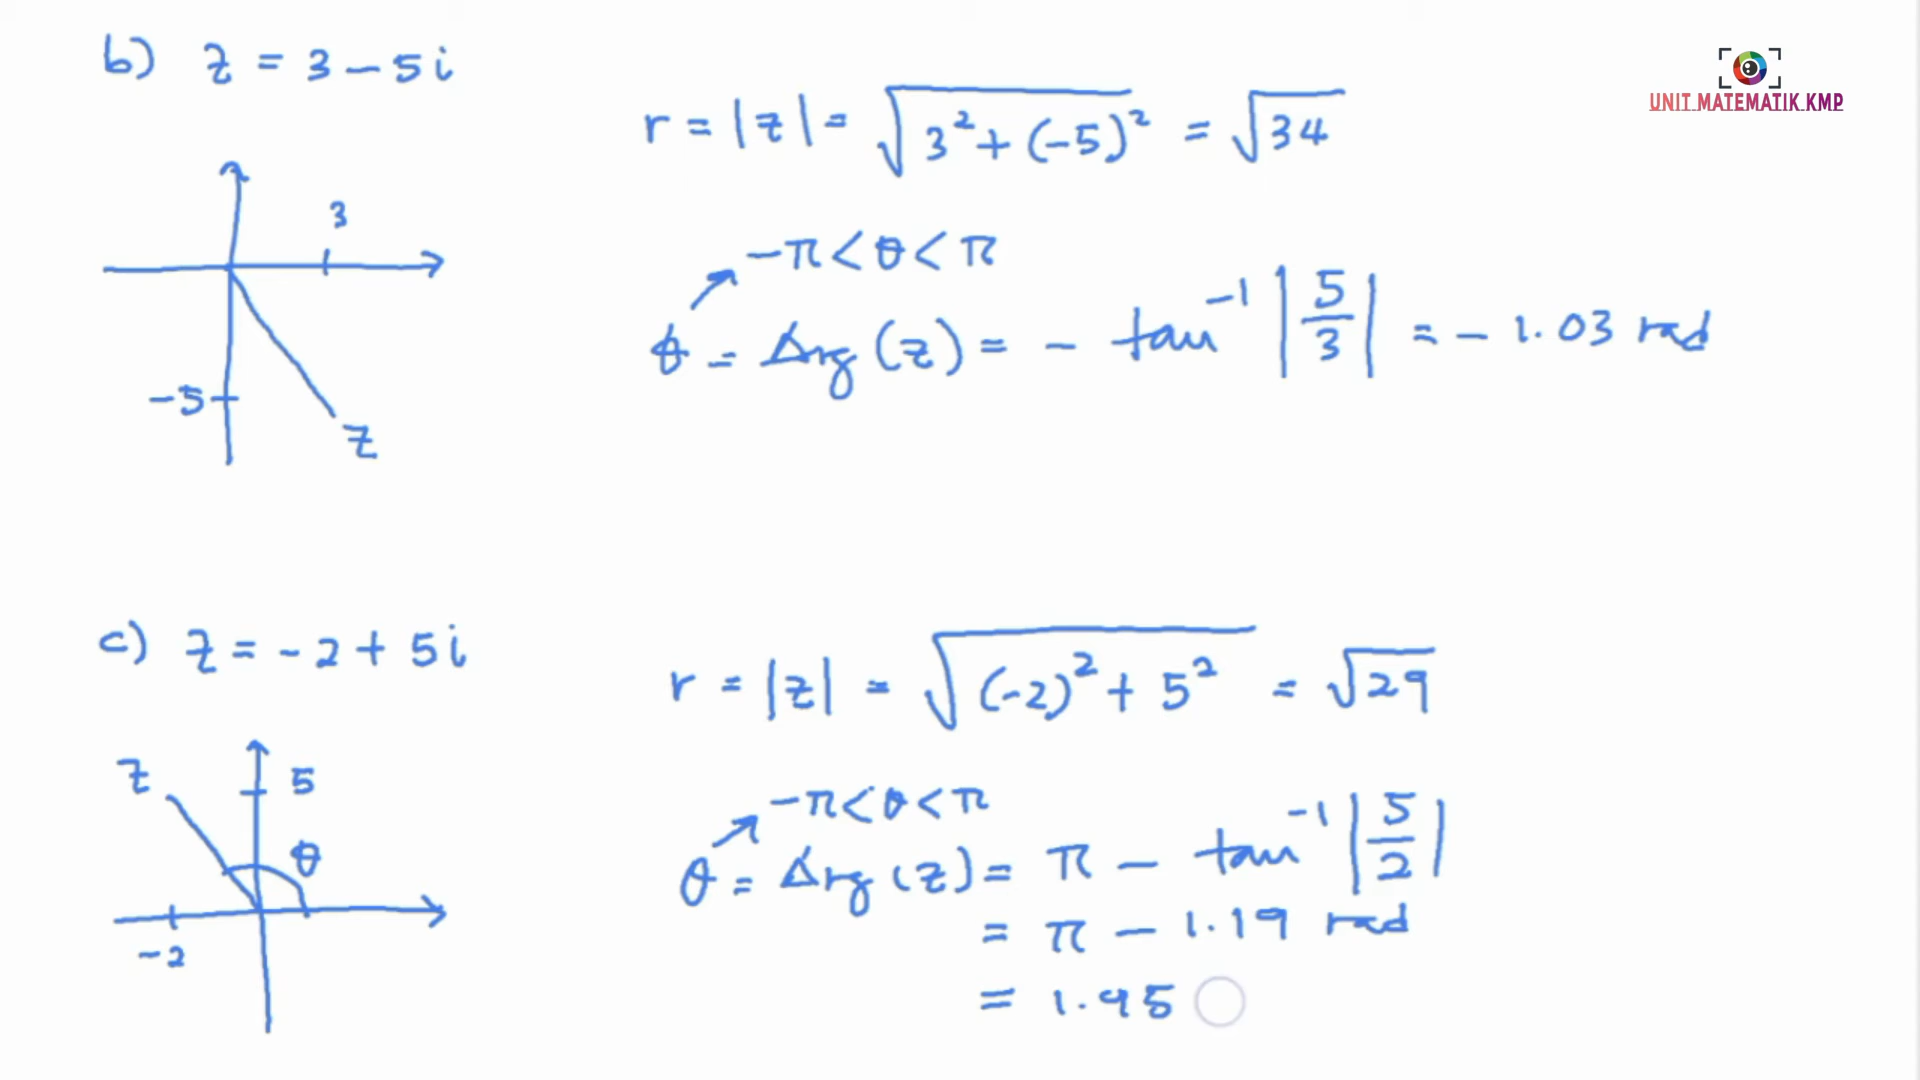 b) z = 3 - 5i
UNIT MATEMATIK KMP
r = |z| = √(3² + (-5)²) = √34
3
-π < θ < π
θ = Arg(z) = - tan⁻¹ |5/3| = -1.03 rad
-5
z
c) z = -2 + 5i
r = |z| = √((-2)² + 5²) = √29
z
5
-π < θ < π
θ
θ = Arg(z) = π - tan⁻¹ |5/2|
= π - 1.19 rad
-2
= 1.95